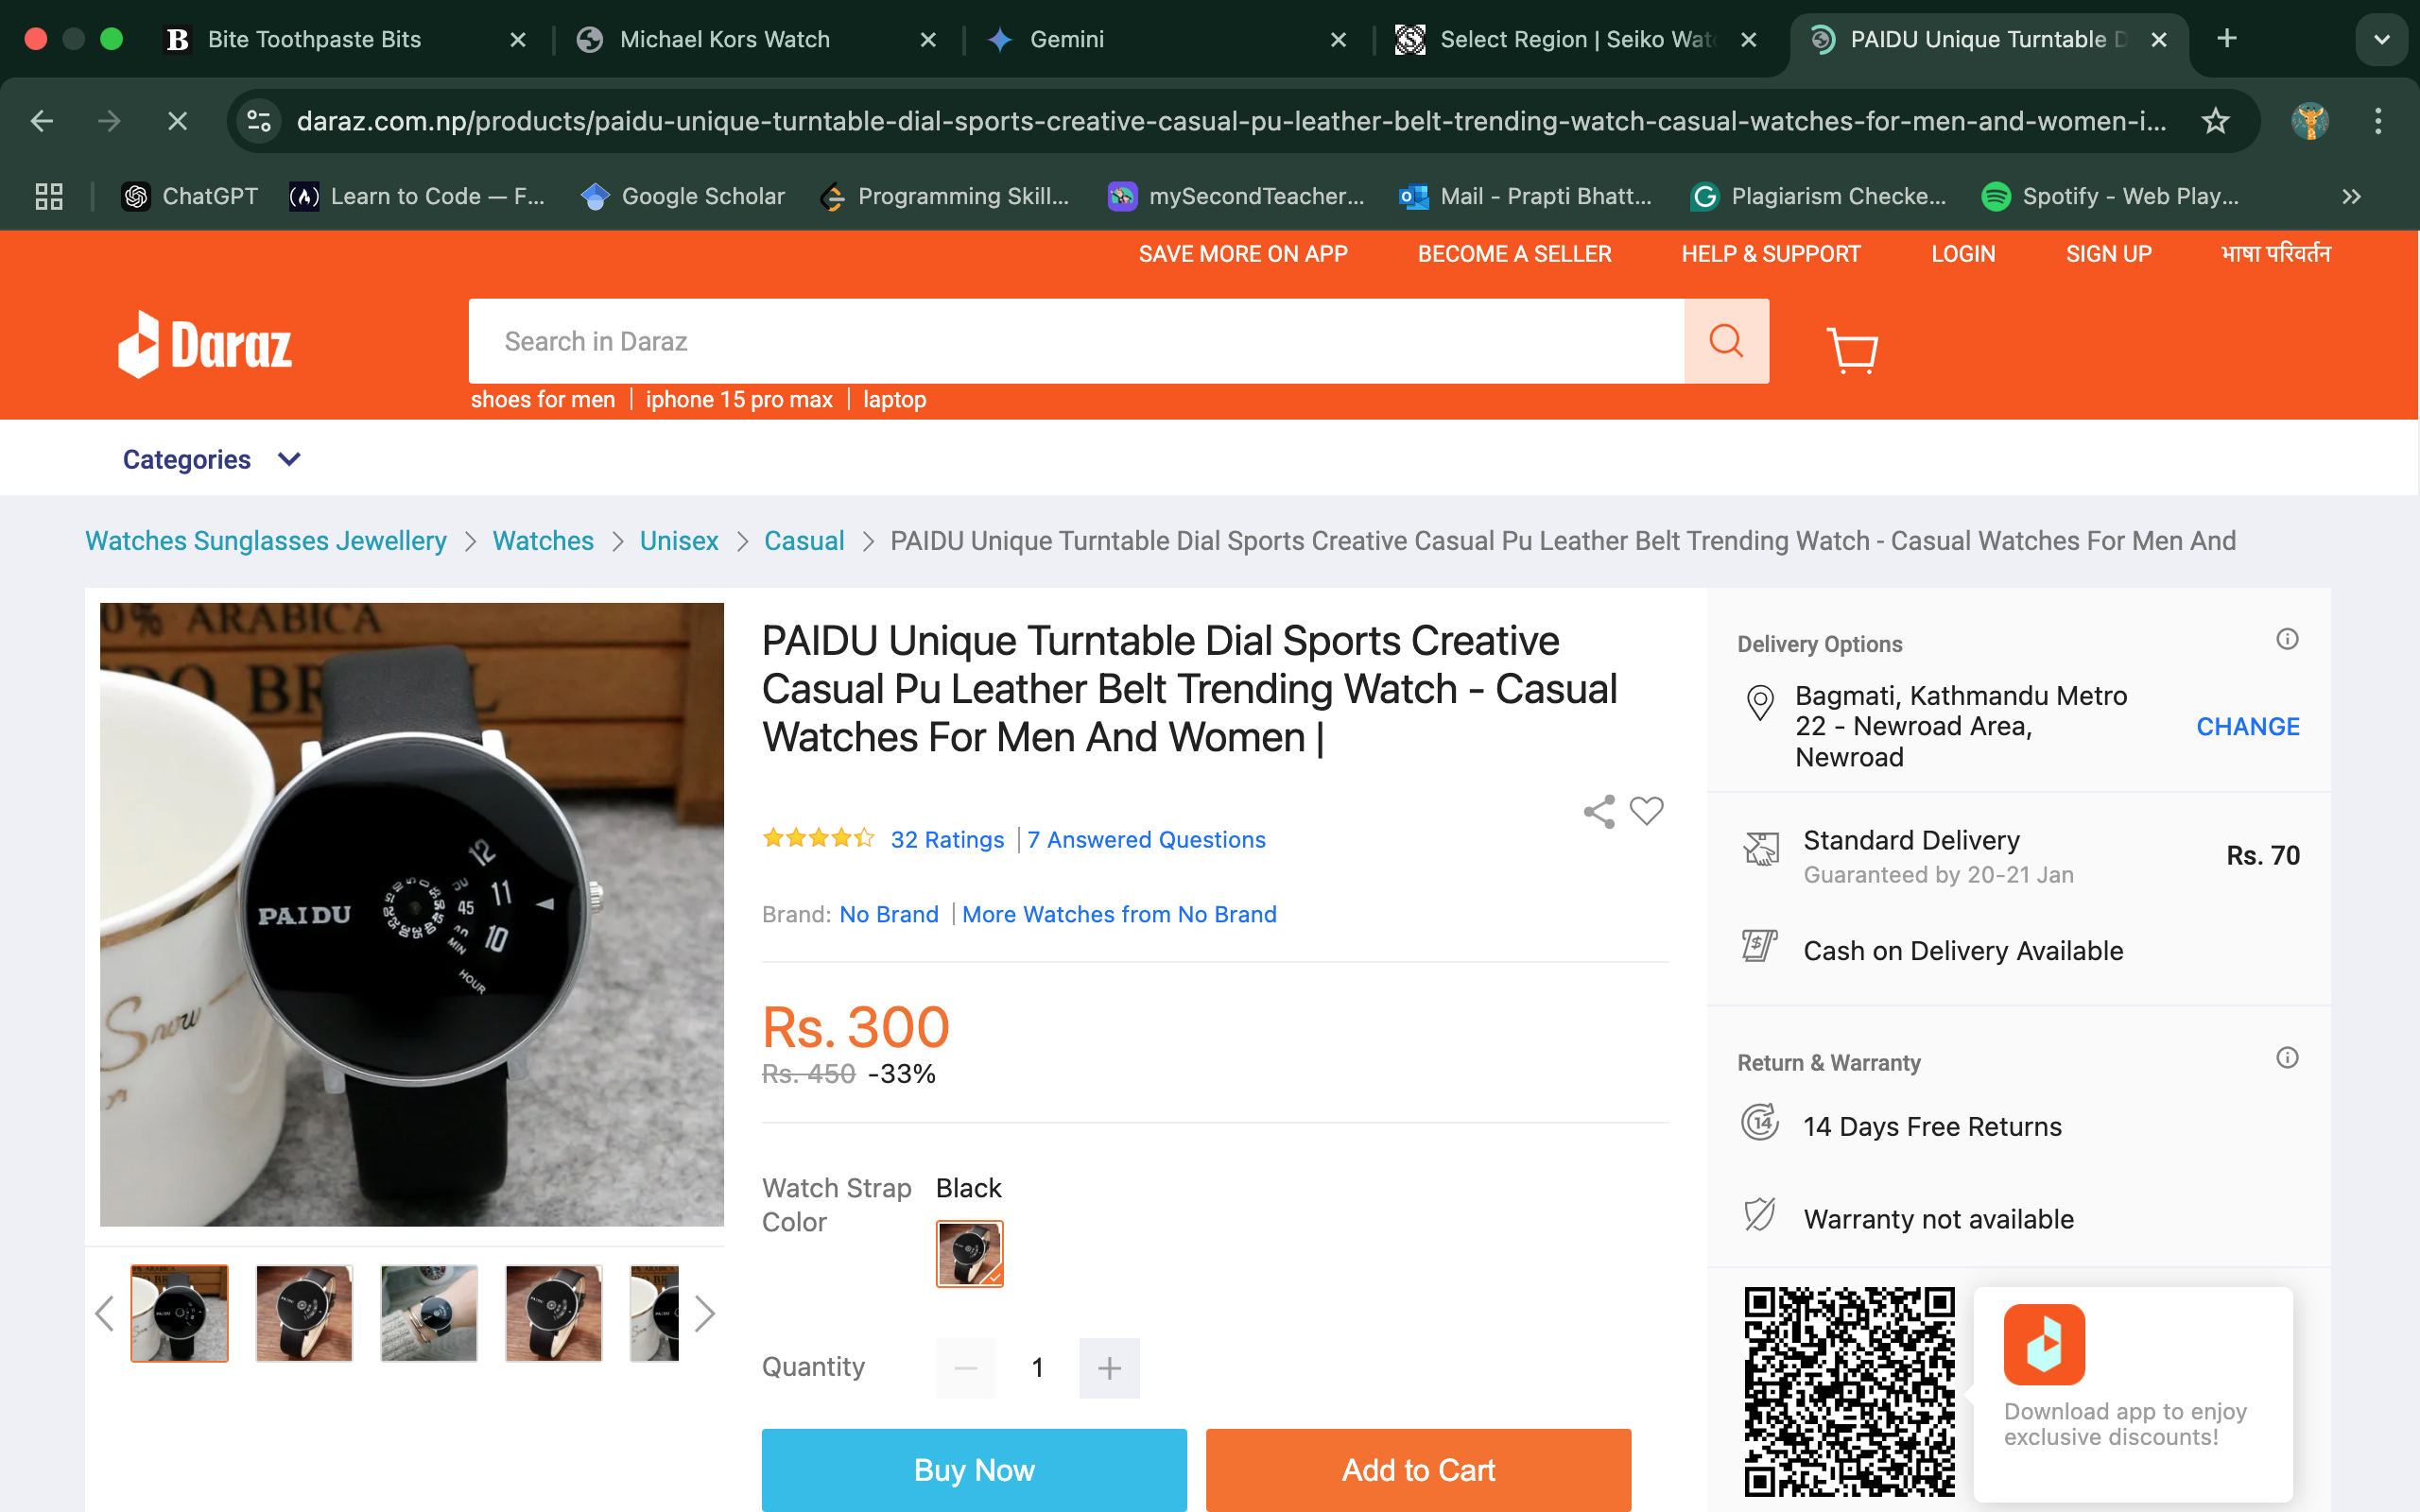 Bite Toothpaste Bits
Michael Kors Watch
Gemini
Select Region | Seiko Wat
PAIDU Unique Turntable D
daraz.com.np/products/paidu-unique-turntable-dial-sports-creative-casual-pu-leather-belt-trending-watch-casual-watches-for-men-and-women-i...
ChatGPT
Learn to Code — F...
Google Scholar
Programming Skill...
mySecondTeacher...
Mail - Prapti Bhatt...
Plagiarism Checke...
Spotify - Web Play...
SAVE MORE ON APP
BECOME A SELLER
HELP & SUPPORT
LOGIN
SIGN UP
भाषा परिवर्तन
Daraz
Search in Daraz
shoes for men
iphone 15 pro max
laptop
Categories
Watches Sunglasses Jewellery
Watches
Unisex
Casual
PAIDU Unique Turntable Dial Sports Creative Casual Pu Leather Belt Trending Watch - Casual Watches For Men And
0% ARABICA
PAIDU
12
11
45
10
MIN
HOUR
Snow
PAIDU Unique Turntable Dial Sports Creative
Casual Pu Leather Belt Trending Watch - Casual
Watches For Men And Women |
32 Ratings
7 Answered Questions
Brand: No Brand | More Watches from No Brand
Rs. 300
Rs. 450 -33%
Watch Strap Color
Black
Quantity
1
Buy Now
Add to Cart
Delivery Options
Bagmati, Kathmandu Metro
22 - Newroad Area,
Newroad
CHANGE
Standard Delivery
Rs. 70
Guaranteed by 20-21 Jan
Cash on Delivery Available
Return & Warranty
14
14 Days Free Returns
Warranty not available
Download app to enjoy
exclusive discounts!